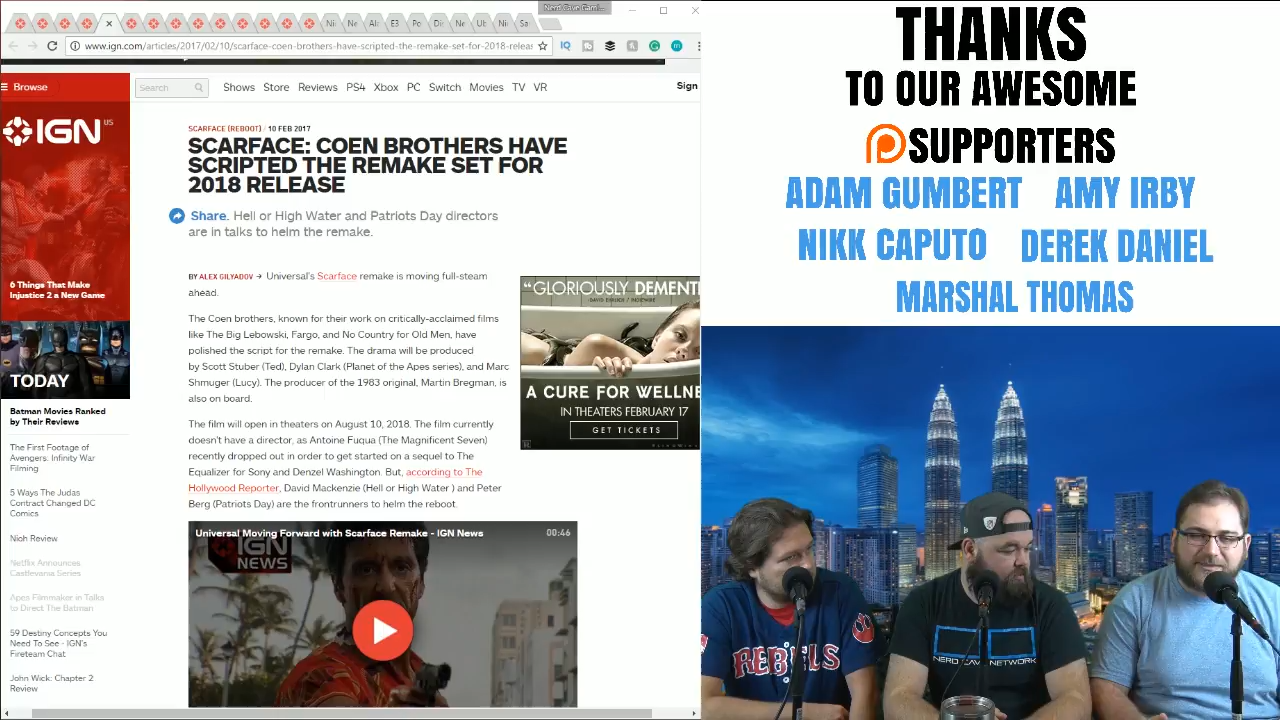 Nerd Cave Gami...
Nii
Ne
E3
Po
Di
Ne
Ub
Nii
Sa
www.ign.com/articles/2017/02/10/scarface-coen-brothers-have-scripted-the-remake-set-for-2018-relea
Browse
Search
Shows Store Reviews PS4 Xbox PC Switch Movies TV VR
Sign
IGN US
6 Things That Make
Injustice 2 a New Game
TODAY
Batman Movies Ranked
by Their Reviews
The First Footage of
Avengers: Infinity War
Filming
5 Ways The Judas
Contract Changed DC
Comics
Nioh Review
Netflix Announces
Castlevania Series
Apes Filmmaker in Talks
to Direct The Batman
59 Destiny Concepts You
Need To See - IGN's
Fireteam Chat
John Wick: Chapter 2
Review
SCARFACE (REBOOT) / 10 FEB 2017
SCARFACE: COEN BROTHERS HAVE
SCRIPTED THE REMAKE SET FOR
2018 RELEASE
Share. Hell or High Water and Patriots Day directors
are in talks to helm the remake.
BY ALEX GILYADOV → Universal's Scarface remake is moving full-steam
ahead.
The Coen brothers, known for their work on critically-acclaimed films
like The Big Lebowski, Fargo, and No Country for Old Men, have
polished the script for the remake. The drama will be produced
by Scott Stuber (Ted), Dylan Clark (Planet of the Apes series), and Marc
Shmuger (Lucy). The producer of the 1983 original, Martin Bregman, is
also on board.
The film will open in theaters on August 10, 2018. The film currently
doesn't have a director, as Antoine Fuqua (The Magnificent Seven)
recently dropped out in order to get started on a sequel to The
Equalizer for Sony and Denzel Washington. But, according to The
Hollywood Reporter, David Mackenzie (Hell or High Water ) and Peter
Berg (Patriots Day) are the frontrunners to helm the reboot.
Universal Moving Forward with Scarface Remake - IGN News
00:46
IGN
NEWS
"GLORIOUSLY DEMENT
A CURE FOR WELLNE
IN THEATERS FEBRUARY 17
GET TICKETS
THANKS
TO OUR AWESOME
SUPPORTERS
ADAM GUMBERT AMY IRBY
NIKK CAPUTO DEREK DANIEL
MARSHAL THOMAS
REBELS
NERD CAVE NETWORK